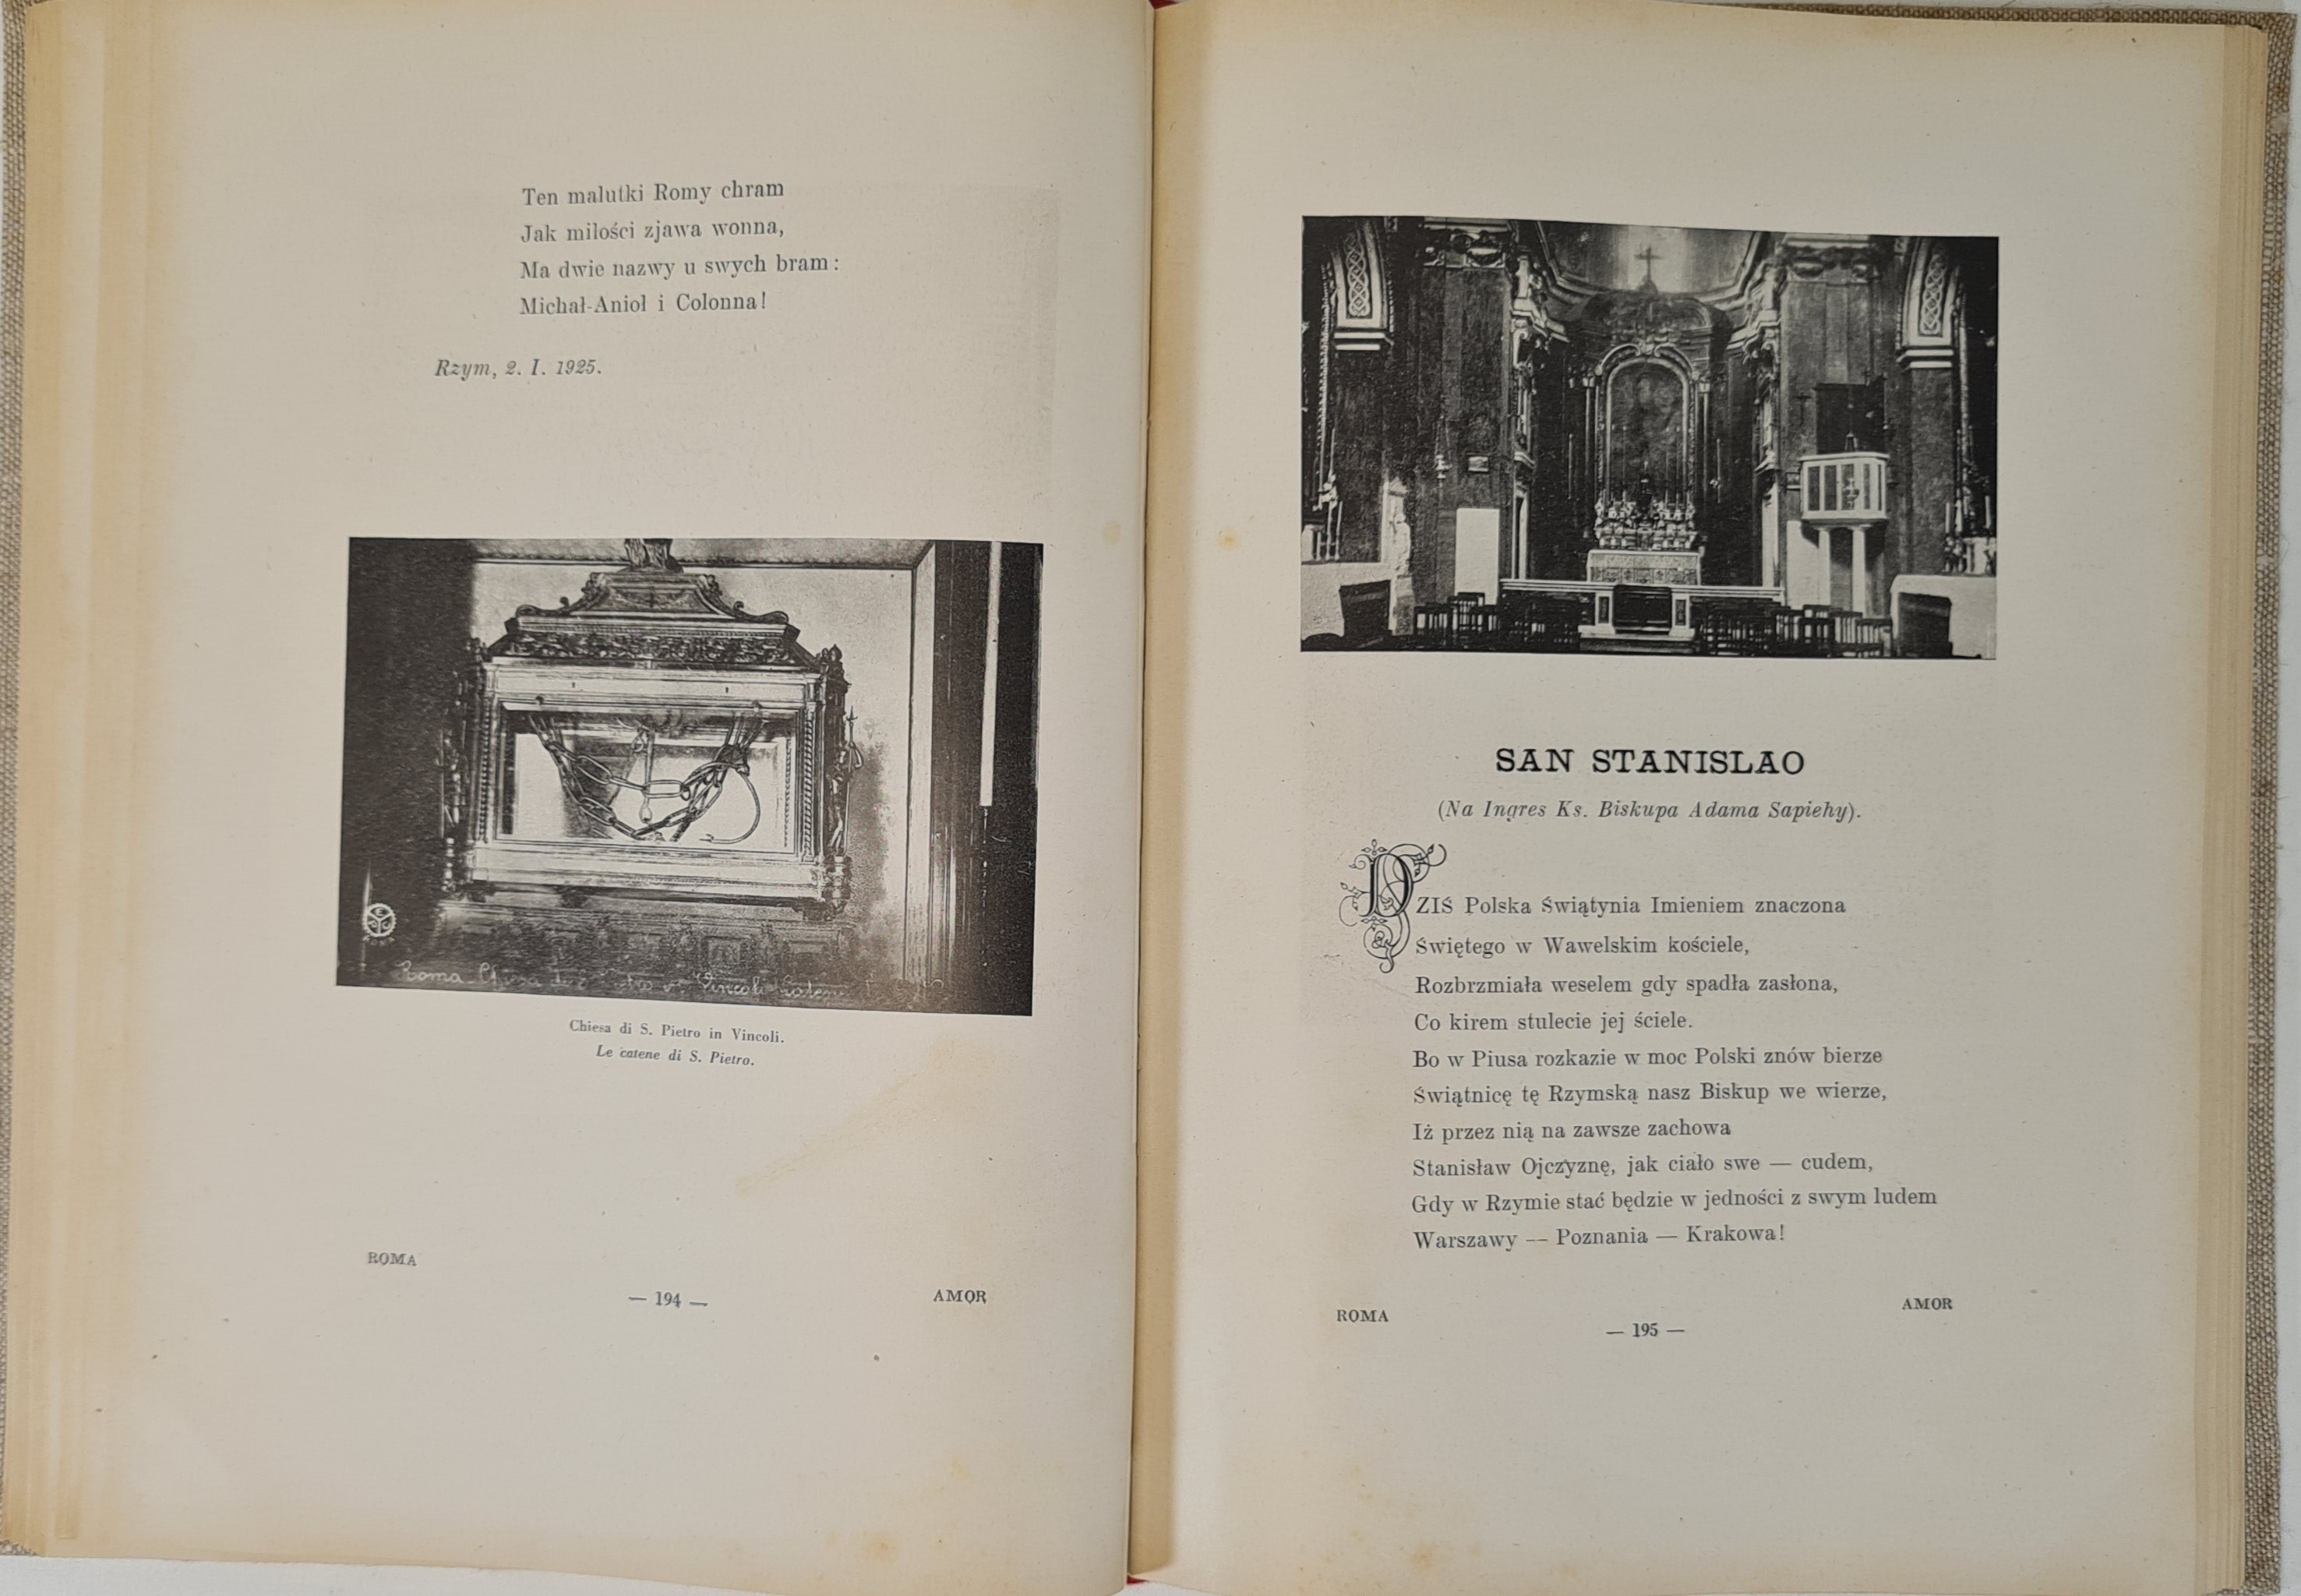 Ten malutki Romy chram
Jak miłości zjawa wonna,
Ma dwie nazwy u swych bram:
Michał-Anioł i Colonna!
Rzym, 2. I. 1925.
Roma Vincoli
Chiesa di S. Pietro in Vincoli.
Le catene di S. Pietro.
ROMA
— 194 —
AMOR
SAN STANISLAO
(Na Ingres Ks. Biskupa Adama Sapiehy).
DZIŚ Polska Świątynia Imieniem znaczona
Świętego w Wawelskim kościele,
Rozbrzmiała weselem gdy spadła zasłona,
Co kirem stulecie jej ściele.
Bo w Piusa rozkazie w moc Polski znów bierze
Świątnicę tę Rzymską nasz Biskup we wierze,
Iż przez nią na zawsze zachowa
Stanisław Ojczyznę, jak ciało swe — cudem,
Gdy w Rzymie stać będzie w jedności z swym ludem
Warszawy — Poznania — Krakowa!
ROMA
— 195 —
AMOR